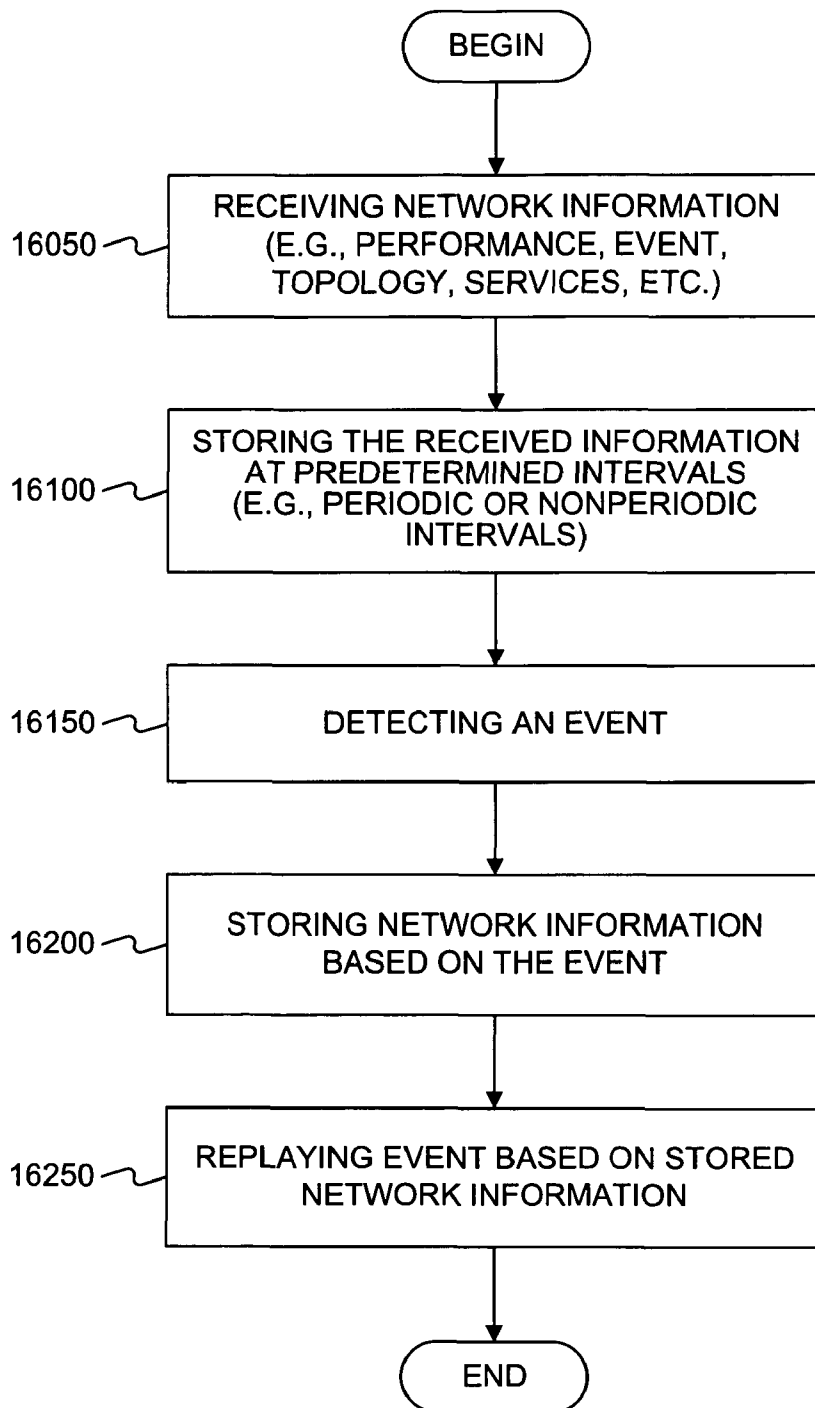 BEGIN
16050
RECEIVING NETWORK INFORMATION
(E.G., PERFORMANCE, EVENT,
TOPOLOGY, SERVICES, ETC.)
16100
STORING THE RECEIVED INFORMATION
AT PREDETERMINED INTERVALS
(E.G., PERIODIC OR NONPERIODIC
INTERVALS)
16150
DETECTING AN EVENT
16200
STORING NETWORK INFORMATION
BASED ON THE EVENT
16250
REPLAYING EVENT BASED ON STORED
NETWORK INFORMATION
END